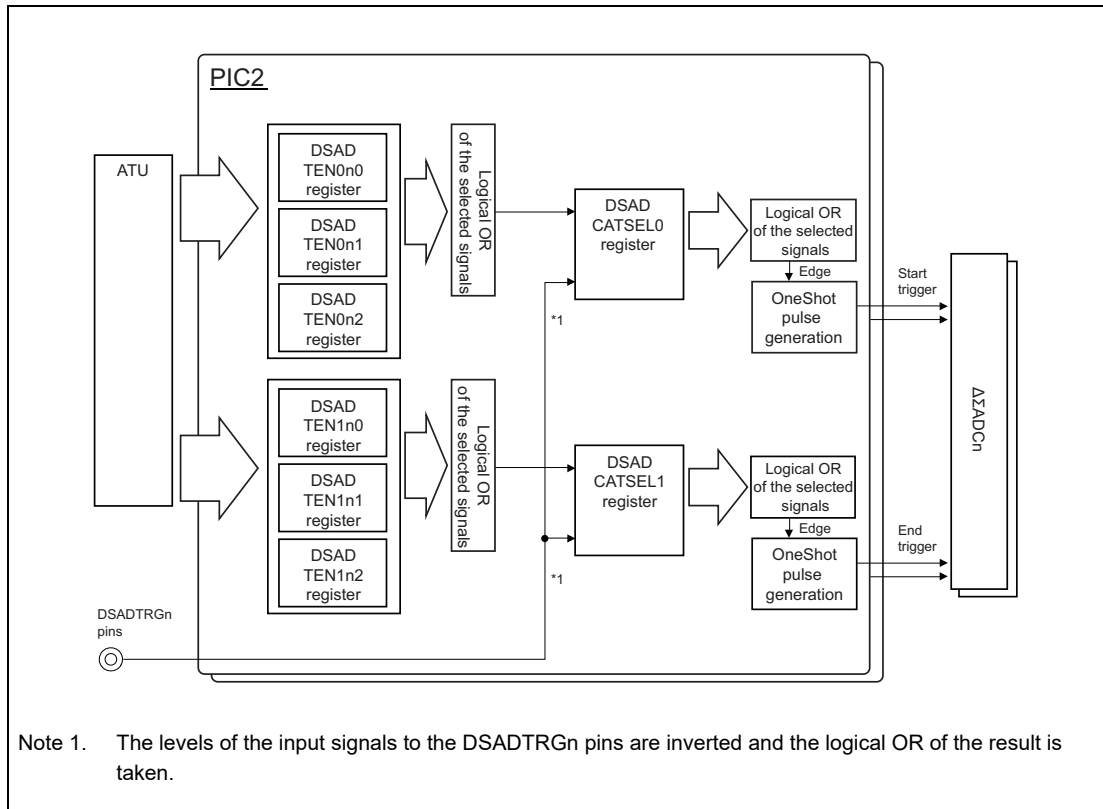 PIC2
ATU
DSAD
TEN0n0
register
DSAD
TEN0n1
register
DSAD
TEN0n2
register
Logical OR
of the selected signals
DSAD
CATSEL0
register
Logical OR
of the selected
signals
Edge
OneShot
pulse
generation
Start
trigger
*1
DSAD
TEN1n0
register
DSAD
TEN1n1
register
DSAD
TEN1n2
register
Logical OR
of the selected signals
DSAD
CATSEL1
register
Logical OR
of the selected
signals
Edge
OneShot
pulse
generation
End
trigger
*1
ΔΣADCn
DSADTRGn
pins
Note 1. The levels of the input signals to the DSADTRGn pins are inverted and the logical OR of the result is
taken.